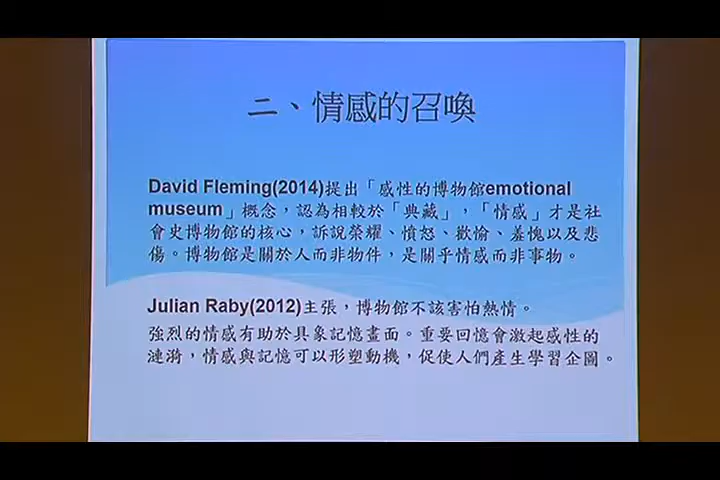 二、情感的召喚
David Fleming(2014)提出「感性的博物館emotional
museum」概念，認為相較於「典藏」，「情感」才是社
會史博物館的核心，訴說榮耀、憤怒、歡愉、羞愧以及悲
傷。博物館是關於人而非物件，是關乎情感而非事物。
Julian Raby(2012)主張，博物館不該害怕熱情。
強烈的情感有助於具象記憶畫面。重要回憶會激起感性的
漣漪，情感與記憶可以形塑動機，促使人們產生學習企圖。